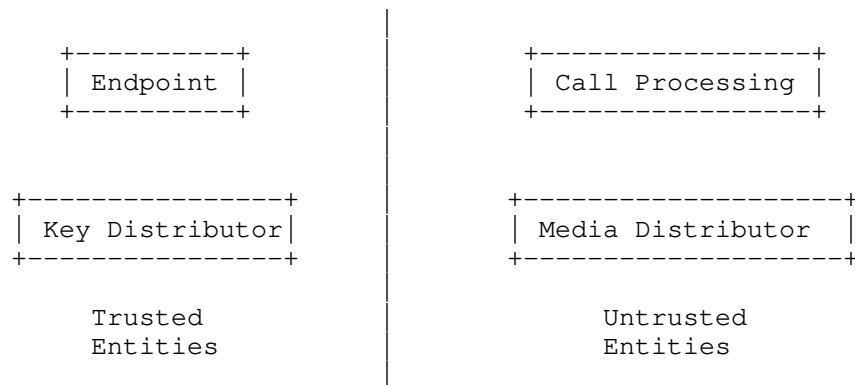 Endpoint Call Processing
Key Distributor Media Distributor
Trusted Untrusted
Entities Entities